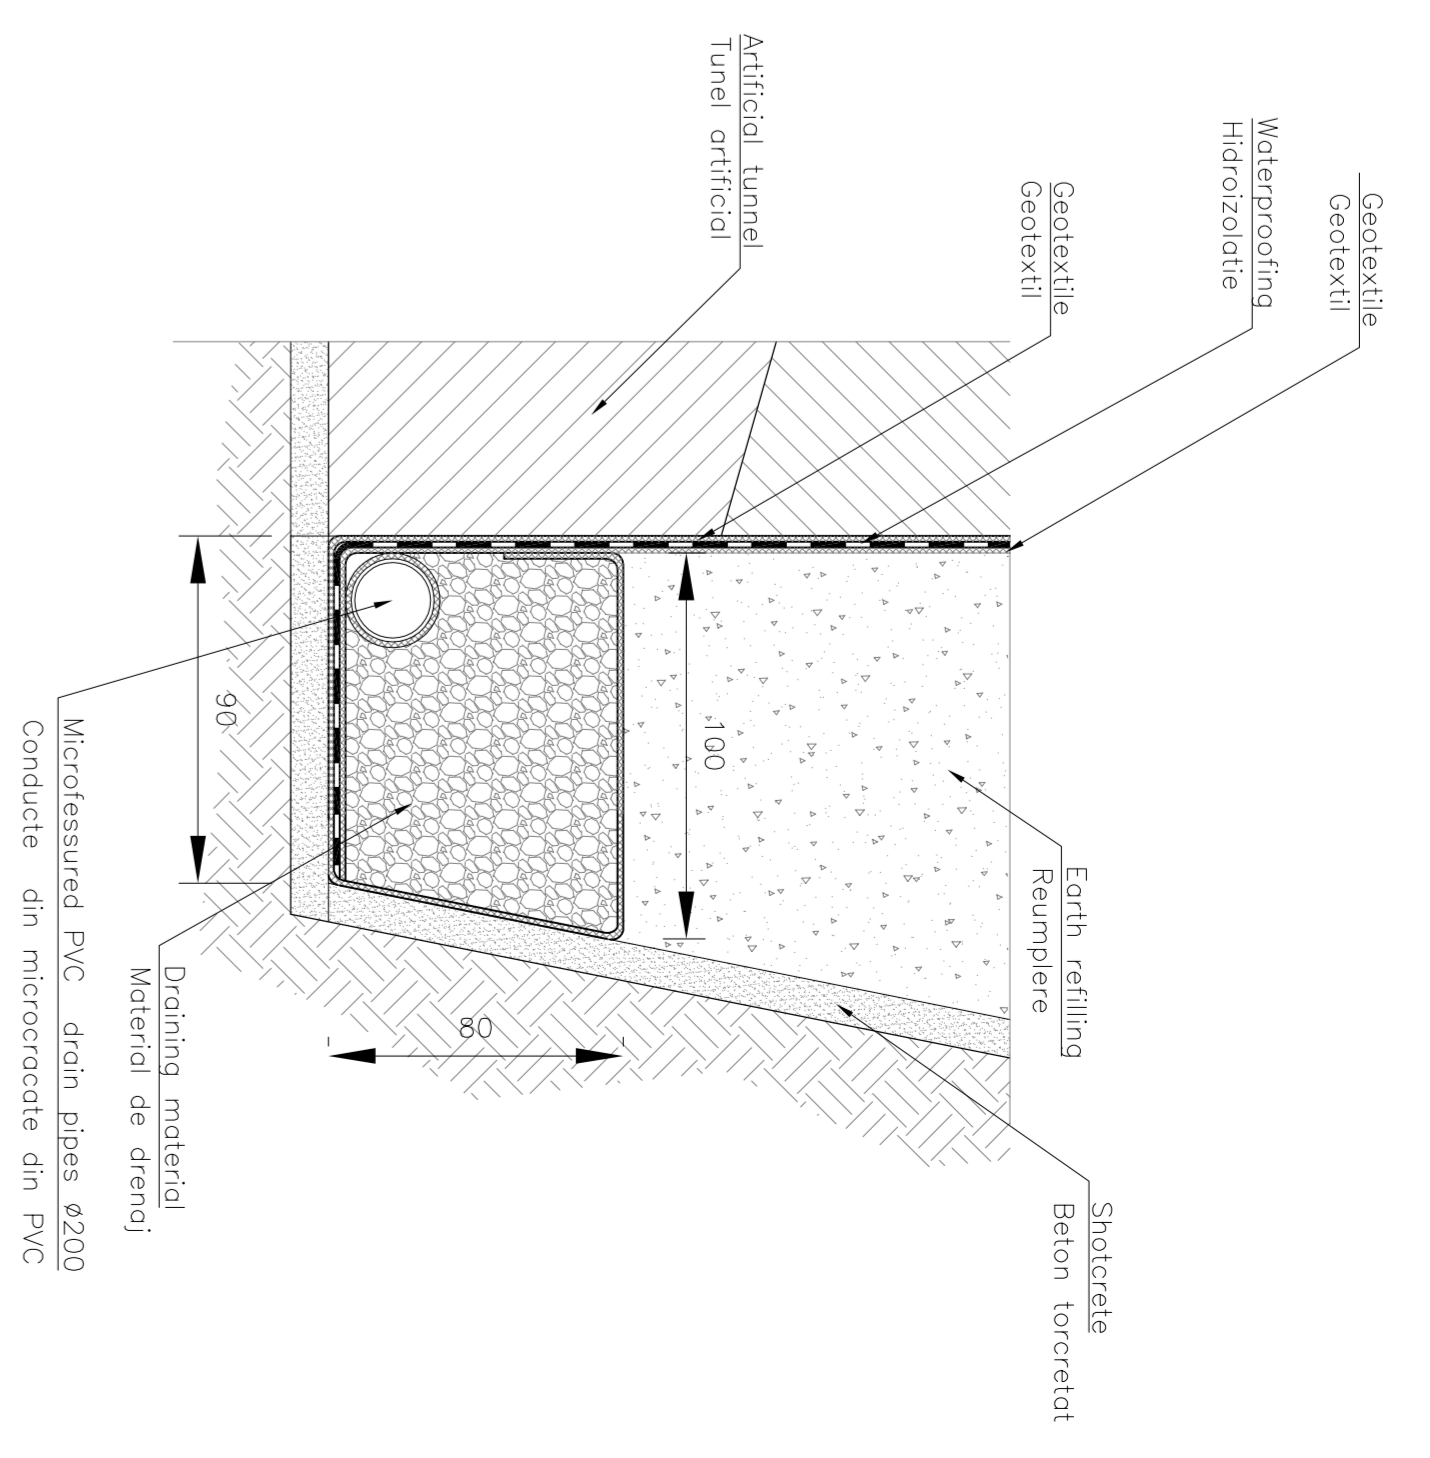 Geotextile
Geotextil
Waterproofing
Hidroizolatie
Geotextile
Geotextil
Artificial tunnel
Tunel artificial
Earth refilling
Reumplere
100
90
80
Shotcrete
Beton torcretat
Draining material
Material de drenaj
Microfessured PVC drain pipes Ø200
Conducte din microcracate din PVC